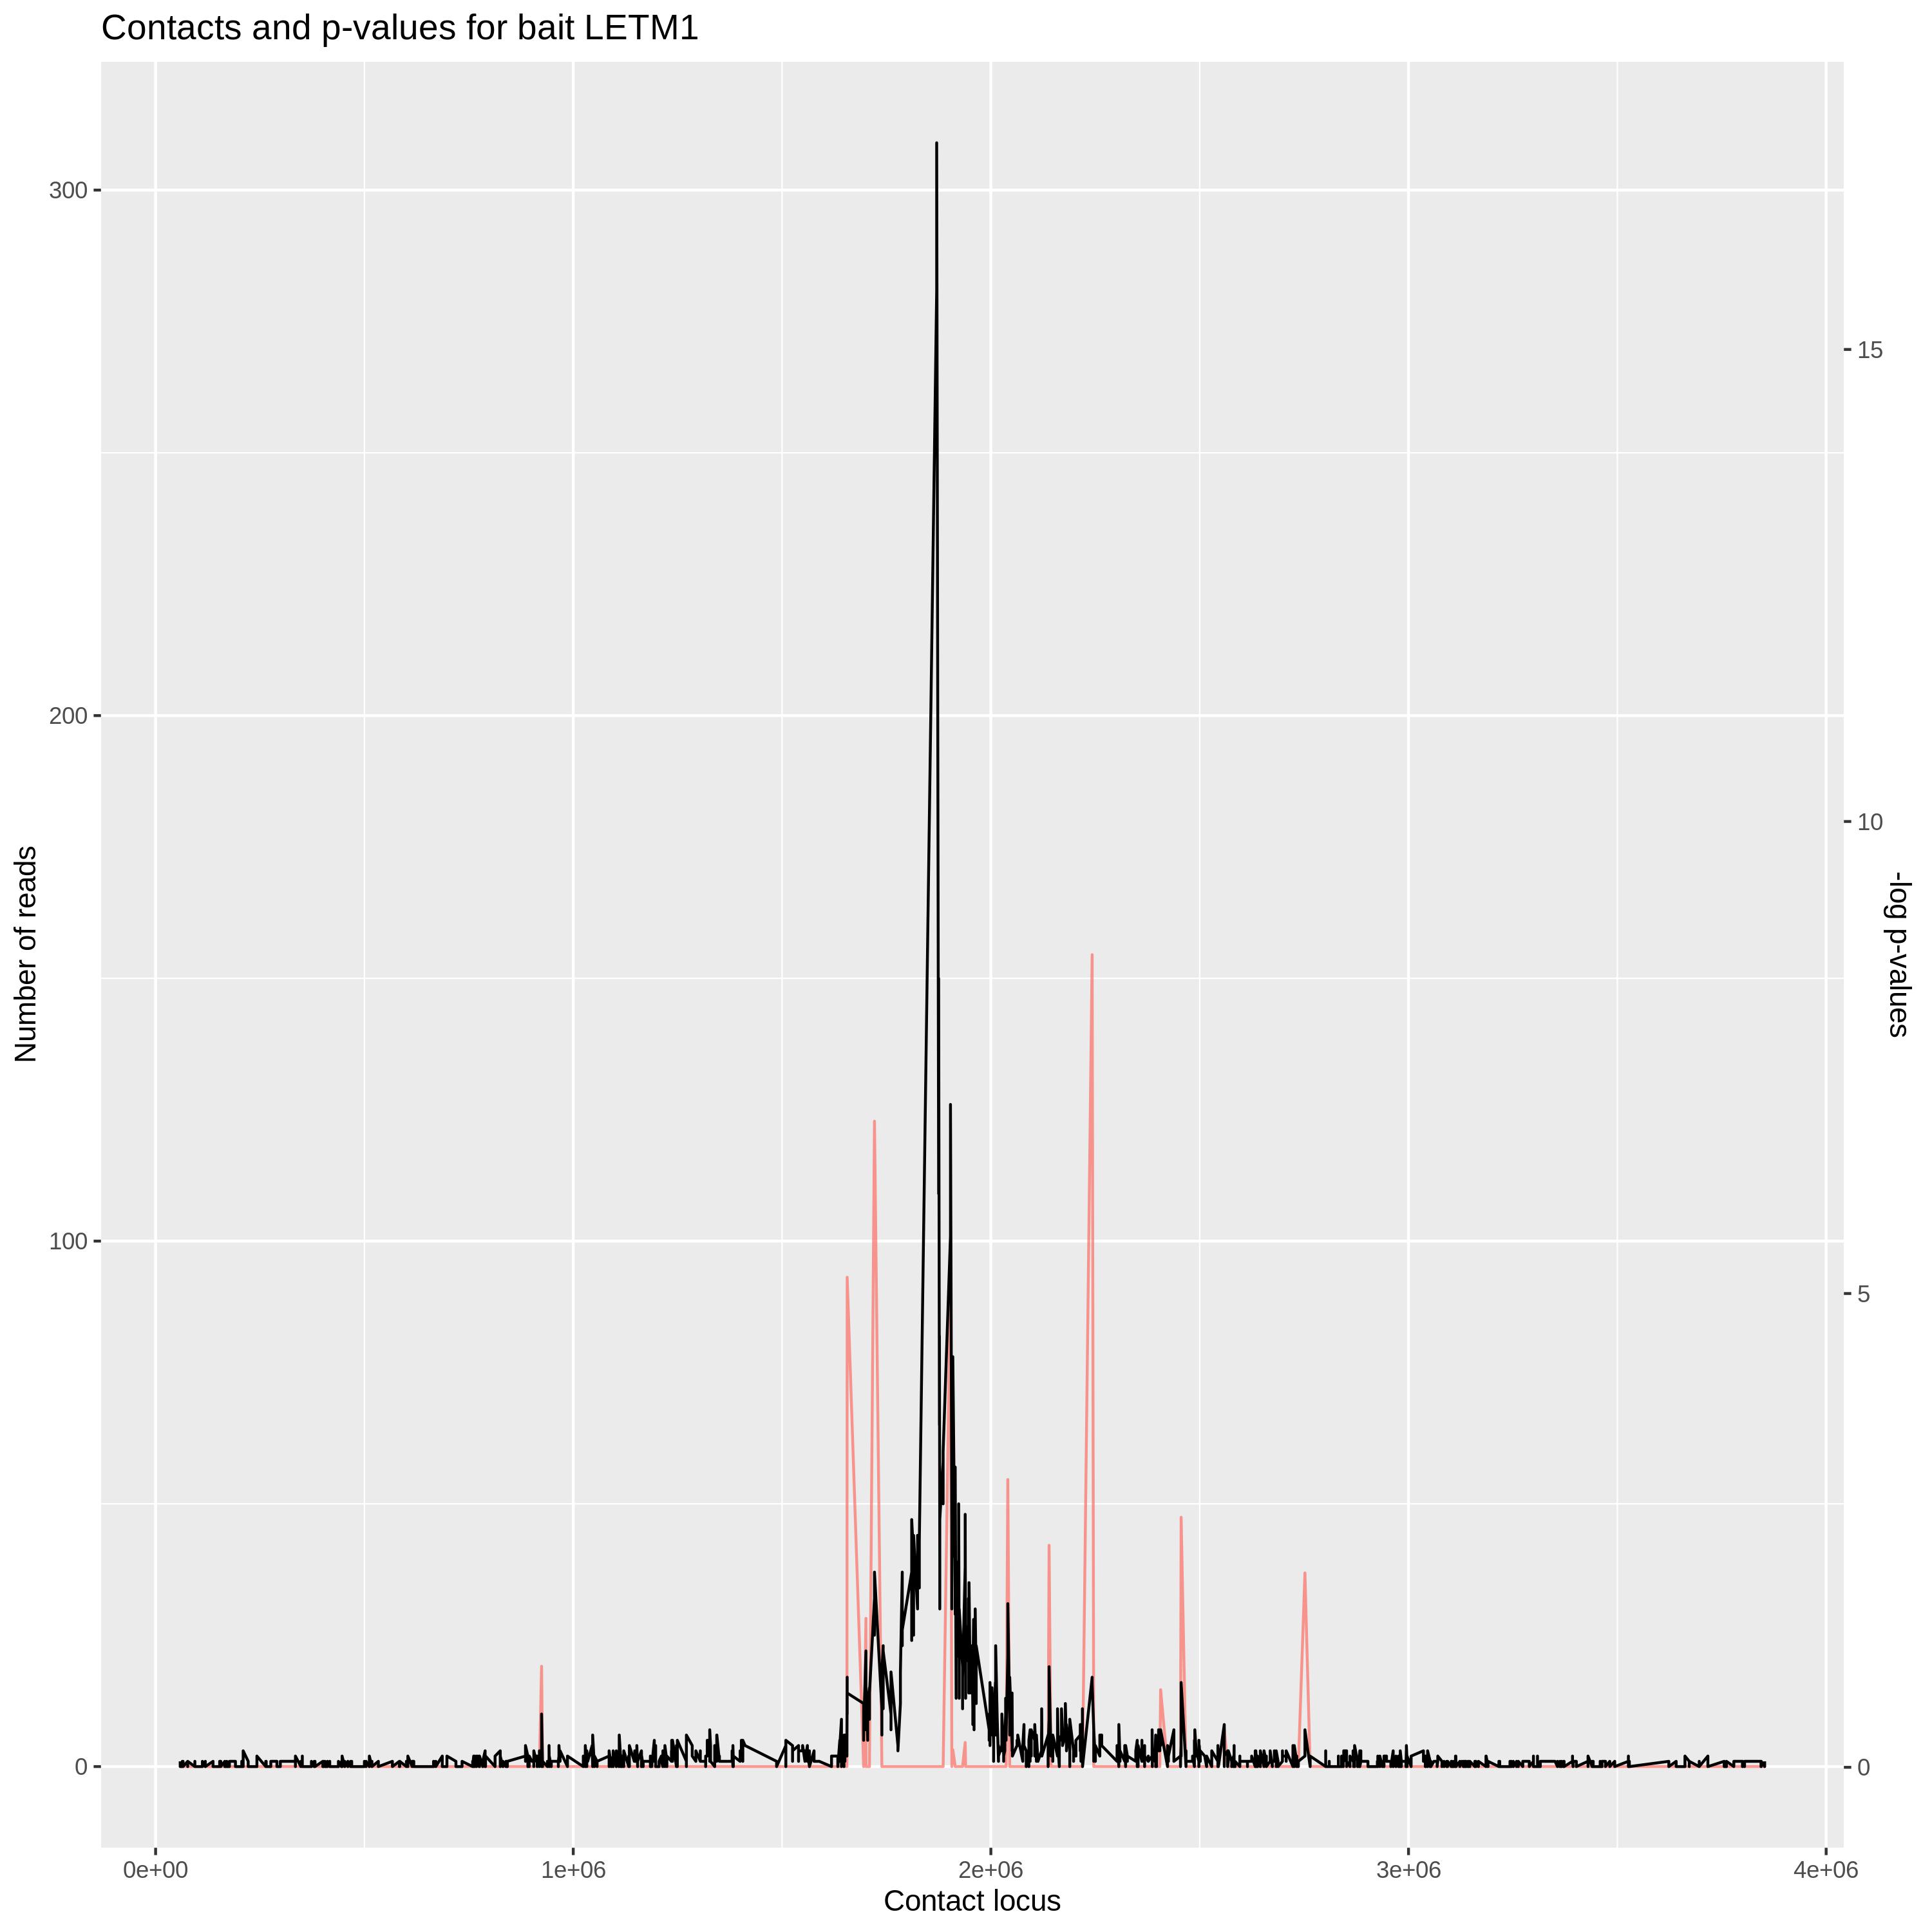 Contacts and p-values for bait LETM1
300
200
100
0
Number of reads
15
10
5
0
-log p-values
0e+00 1e+06 2e+06 3e+06 4e+06
Contact locus